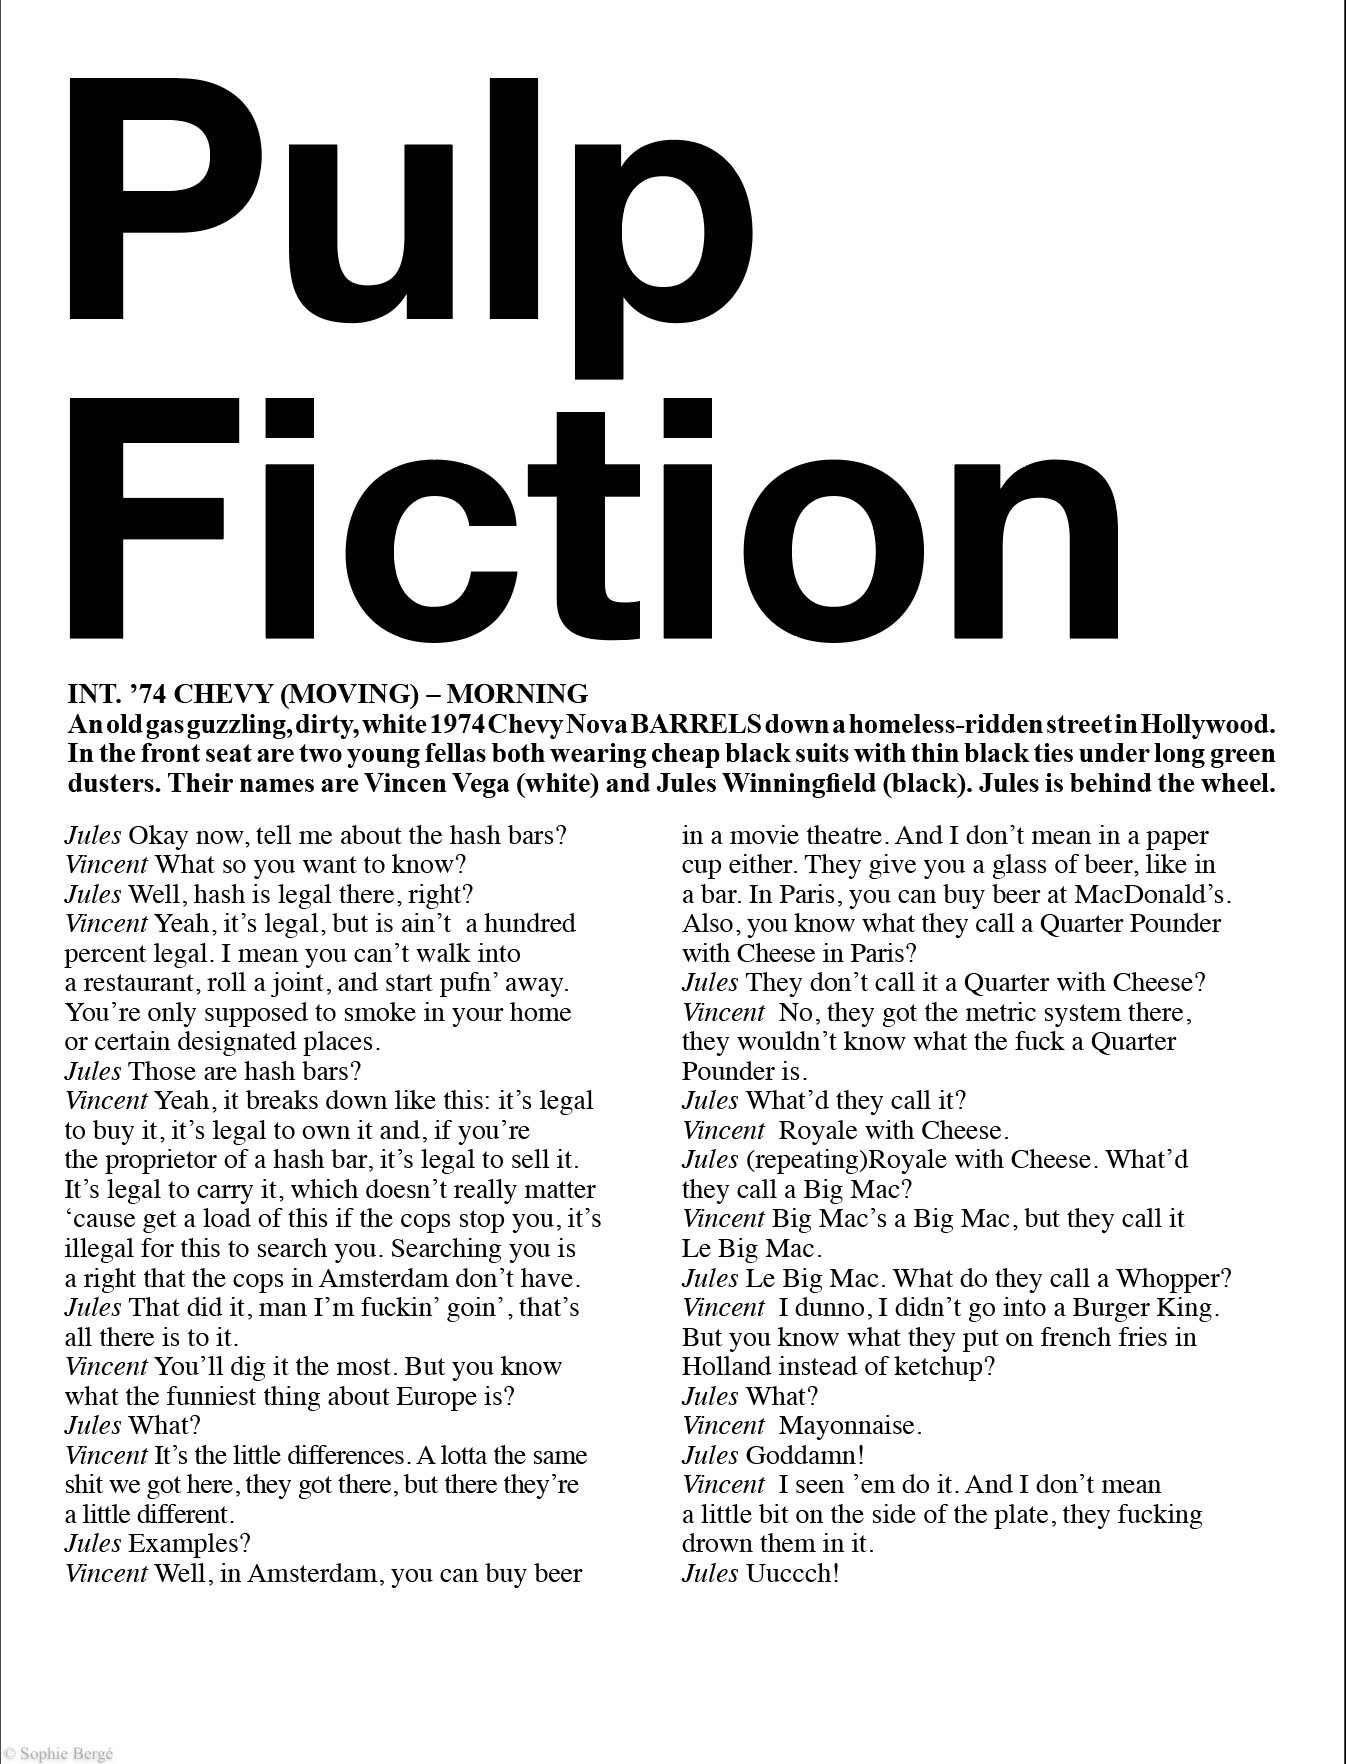 Pulp
Fiction
INT. ’74 CHEVY (MOVING) – MORNING
An old gas guzzling, dirty, white 1974 Chevy Nova BARRELS down a homeless-ridden street in Hollywood.
In the front seat are two young fellas both wearing cheap black suits with thin black ties under long green
dusters. Their names are Vincen Vega (white) and Jules Winningfield (black). Jules is behind the wheel.
Jules Okay now, tell me about the hash bars?
Vincent What so you want to know?
Jules Well, hash is legal there, right?
Vincent Yeah, it’s legal, but is ain’t  a hundred
percent legal. I mean you can’t walk into
a restaurant, roll a joint, and start pufn’ away.
You’re only supposed to smoke in your home
or certain designated places.
Jules Those are hash bars?
Vincent Yeah, it breaks down like this: it’s legal
to buy it, it’s legal to own it and, if you’re
the proprietor of a hash bar, it’s legal to sell it.
It’s legal to carry it, which doesn’t really matter
‘cause get a load of this if the cops stop you, it’s
illegal for this to search you. Searching you is
a right that the cops in Amsterdam don’t have.
Jules That did it, man I’m fuckin’ goin’, that’s
all there is to it.
Vincent You’ll dig it the most. But you know
what the funniest thing about Europe is?
Jules What?
Vincent It’s the little differences. A lotta the same
shit we got here, they got there, but there they’re
a little different.
Jules Examples?
Vincent Well, in Amsterdam, you can buy beer
in a movie theatre. And I don’t mean in a paper
cup either. They give you a glass of beer, like in
a bar. In Paris, you can buy beer at MacDonald’s.
Also, you know what they call a Quarter Pounder
with Cheese in Paris?
Jules They don’t call it a Quarter with Cheese?
Vincent  No, they got the metric system there,
they wouldn’t know what the fuck a Quarter
Pounder is.
Jules What’d they call it?
Vincent  Royale with Cheese.
Jules (repeating)Royale with Cheese. What’d
they call a Big Mac?
Vincent Big Mac’s a Big Mac, but they call it
Le Big Mac.
Jules Le Big Mac. What do they call a Whopper?
Vincent  I dunno, I didn’t go into a Burger King.
But you know what they put on french fries in
Holland instead of ketchup?
Jules What?
Vincent  Mayonnaise.
Jules Goddamn!
Vincent  I seen ’em do it. And I don’t mean
a little bit on the side of the plate, they fucking
drown them in it.
Jules Uuccch!
© Sophie Bergé